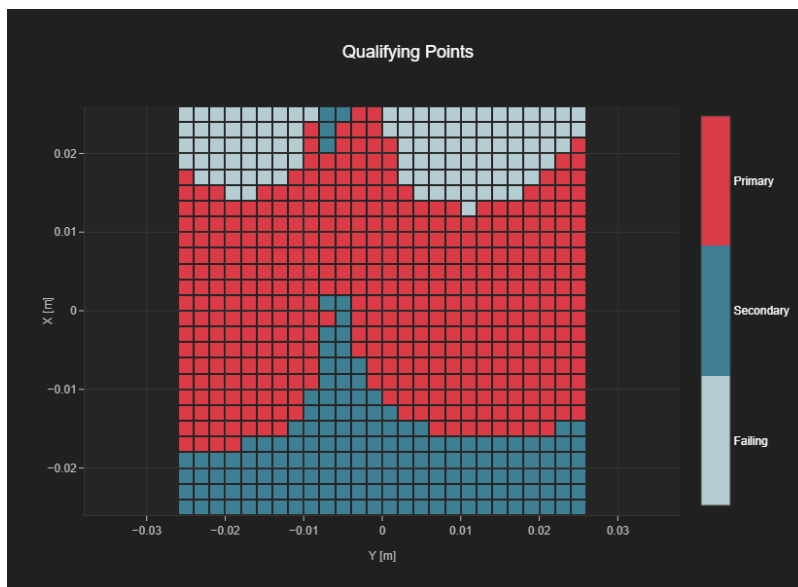 Qualifying Points
0.02
0.01
0
−0.01
−0.02
X [m]
−0.03
−0.02
−0.01
0
0.01
0.02
0.03
Y [m]
Primary
Secondary
Failing